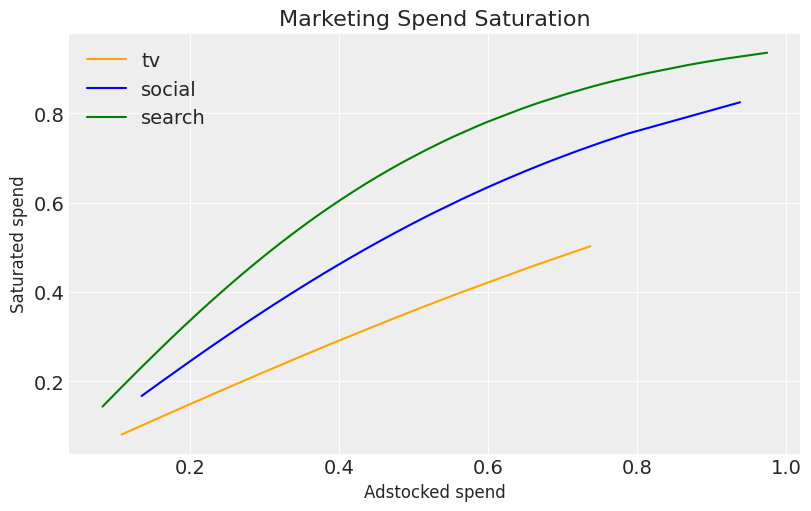 Marketing Spend Saturation
tv
social
search
Saturated spend
0.8
0.6
0.4
0.2
0.2 0.4 0.6 0.8 1.0
Adstocked spend